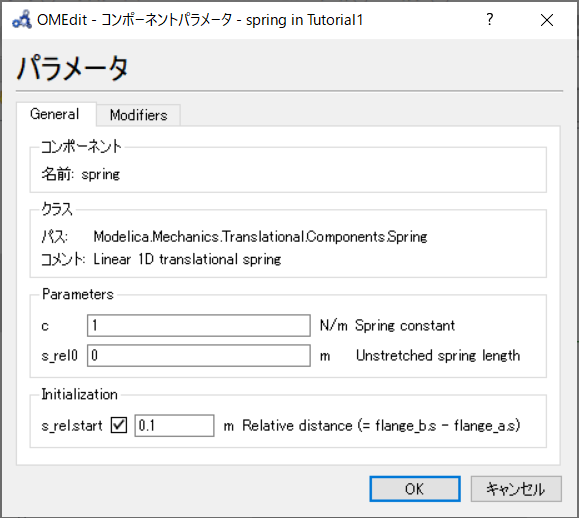 OMEdit - コンポーネントパラメータ - spring in Tutorial1
パラメータ
General Modifiers
コンポーネント
名前: spring
クラス
パス: Modelica.Mechanics.Translational.Components.Spring
コメント: Linear 1D translational spring
Parameters
c 1 N/m Spring constant
s_rel0 0 m Unstretched spring length
Initialization
s_rel.start 0.1 m Relative distance (= flange_b.s - flange_a.s)
OK キャンセル